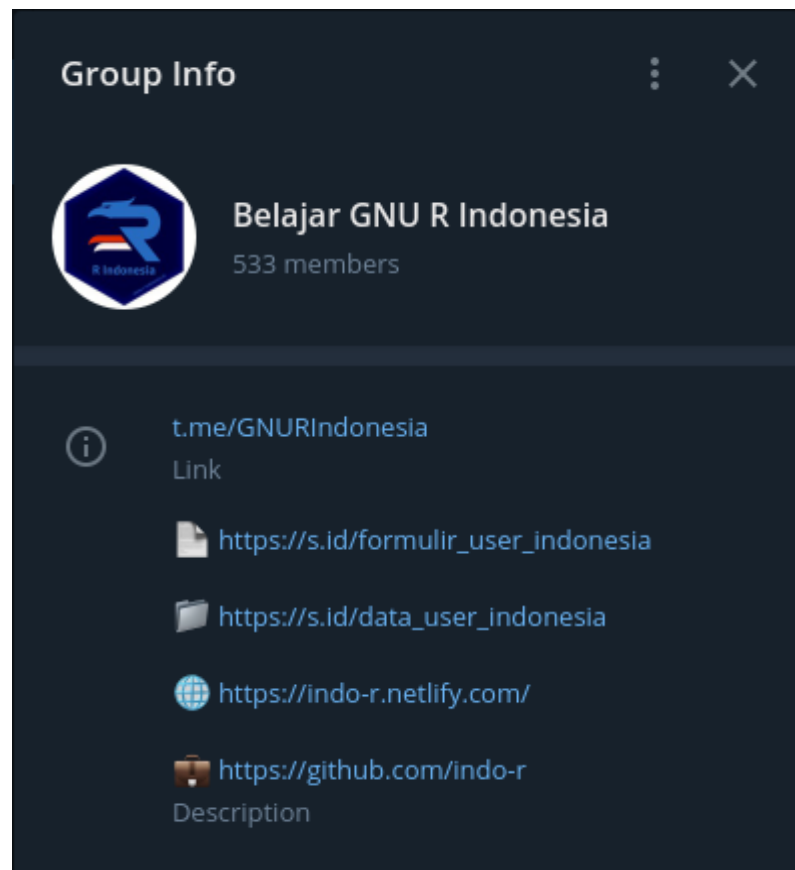 Group Info
R Indonesia
Belajar GNU R Indonesia
533 members
t.me/GNURIndonesia
Link
https://s.id/formulir_user_indonesia
https://s.id/data_user_indonesia
https://indo-r.netlify.com/
https://github.com/indo-r
Description